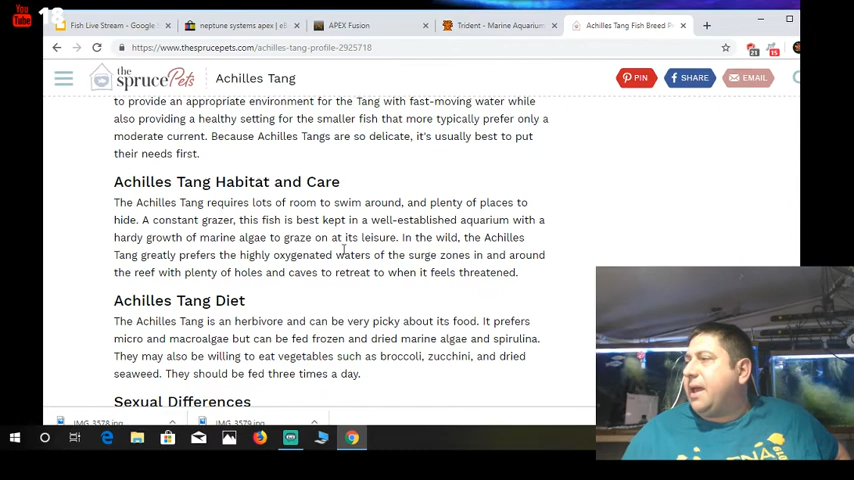 You
Tube
18
Fish Live Stream - Google S
neptune systems apex | eB
APEX Fusion
Trident - Marine Aquarium
Achilles Tang Fish Breed Pr
https://www.thesprucepets.com/achilles-tang-profile-2925718
21
15
the sprucePets
Achilles Tang
PIN
SHARE
EMAIL
to provide an appropriate environment for the Tang with fast-moving water while
also providing a healthy setting for the smaller fish that more typically prefer only a
moderate current. Because Achilles Tangs are so delicate, it's usually best to put
their needs first.
Achilles Tang Habitat and Care
The Achilles Tang requires lots of room to swim around, and plenty of places to
hide. A constant grazer, this fish is best kept in a well-established aquarium with a
hardy growth of marine algae to graze on at its leisure. In the wild, the Achilles
Tang greatly prefers the highly oxygenated waters of the surge zones in and around
the reef with plenty of holes and caves to retreat to when it feels threatened.
Achilles Tang Diet
The Achilles Tang is an herbivore and can be very picky about its food. It prefers
micro and macroalgae but can be fed frozen and dried marine algae and spirulina.
They may also be willing to eat vegetables such as broccoli, zucchini, and dried
seaweed. They should be fed three times a day.
Sexual Differences
IMG_3578.jpg
IMG_3579.jpg